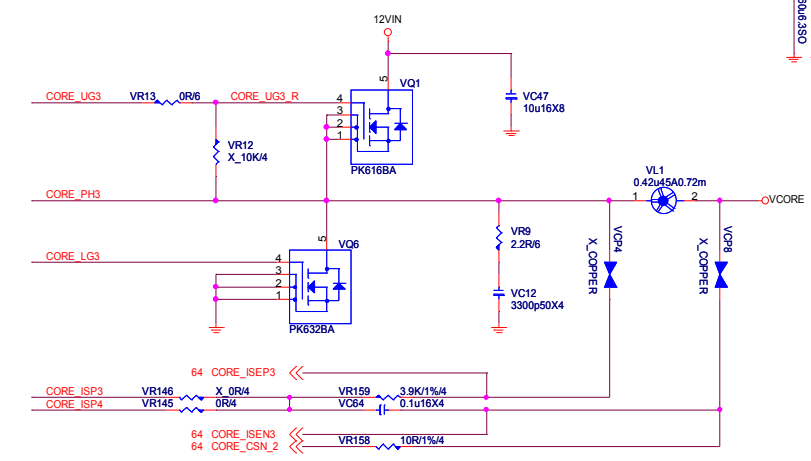 12VIN
60u6.3SO
5
VQ1
CORE_UG3 VR13 0R/6 CORE_UG3_R 4
3
2
1
VC47
10u16X8
VR12
X_10K/4
PK616BA
VL1
0.42u45A0.72m
CORE_PH3 1 2 VCORE
VR9
2.2R/6
VCP4
X_COPPER
VCP8
X_COPPER
5
VQ6
CORE_LG3 4
3
2
1
VC12
3300p50X4
PK632BA
64 CORE_ISEP3
CORE_ISP3 VR146 X_0R/4 VR159 3.9K/1%/4
CORE_ISP4 VR145 0R/4 VC64 0.1u16X4
64 CORE_ISEN3
64 CORE_CSN_2 VR158 10R/1%/4